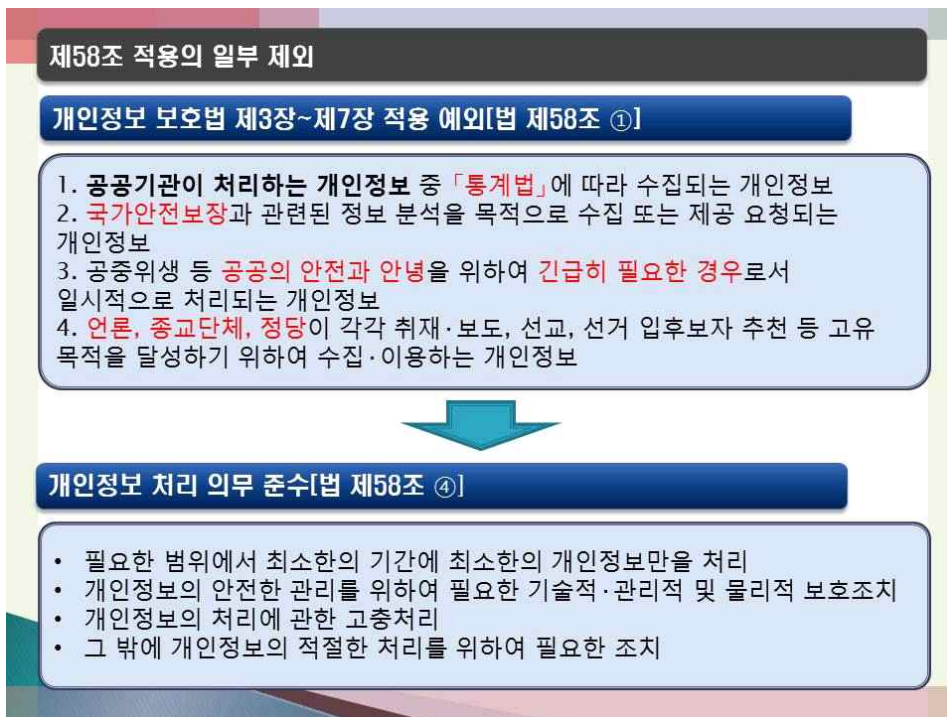 제58조 적용의 일부 제외
개인정보 보호법 제3장~제7장 적용 예외[법 제58조 ①]
1. 공공기관이 처리하는 개인정보 중 「통계법」에 따라 수집되는 개인정보
2. 국가안전보장과 관련된 정보 분석을 목적으로 수집 또는 제공 요청되는
개인정보
3. 공중위생 등 공공의 안전과 안녕을 위하여 긴급히 필요한 경우로서
일시적으로 처리되는 개인정보
4. 언론, 종교단체, 정당이 각각 취재·보도, 선교, 선거 입후보자 추천 등 고유
목적을 달성하기 위하여 수집·이용하는 개인정보
개인정보 처리 의무 준수[법 제58조 ④]
• 필요한 범위에서 최소한의 기간에 최소한의 개인정보만을 처리
• 개인정보의 안전한 관리를 위하여 필요한 기술적·관리적 및 물리적 보호조치
• 개인정보의 처리에 관한 고충처리
• 그 밖에 개인정보의 적절한 처리를 위하여 필요한 조치